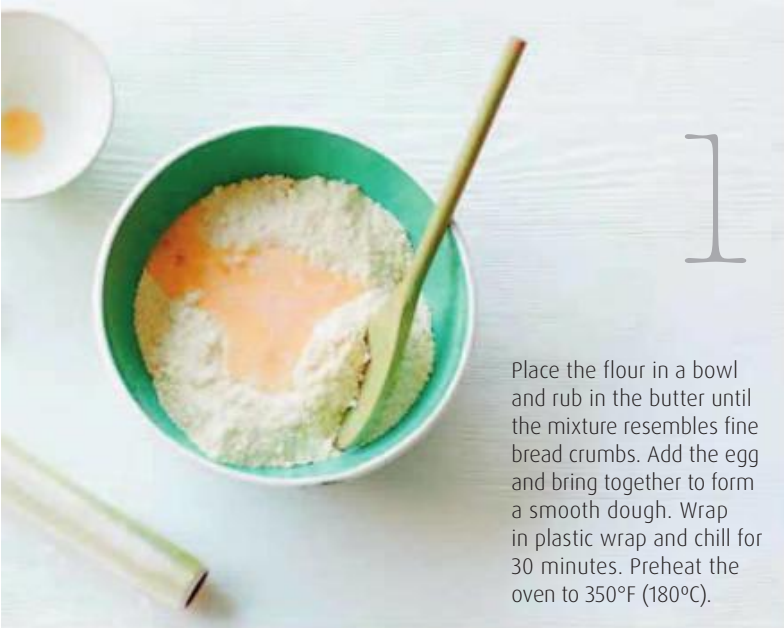 1
Place the flour in a bowl
and rub in the butter until
the mixture resembles fine
bread crumbs. Add the egg
and bring together to form
a smooth dough. Wrap
in plastic wrap and chill for
30 minutes. Preheat the
oven to 350°F (180ºC).